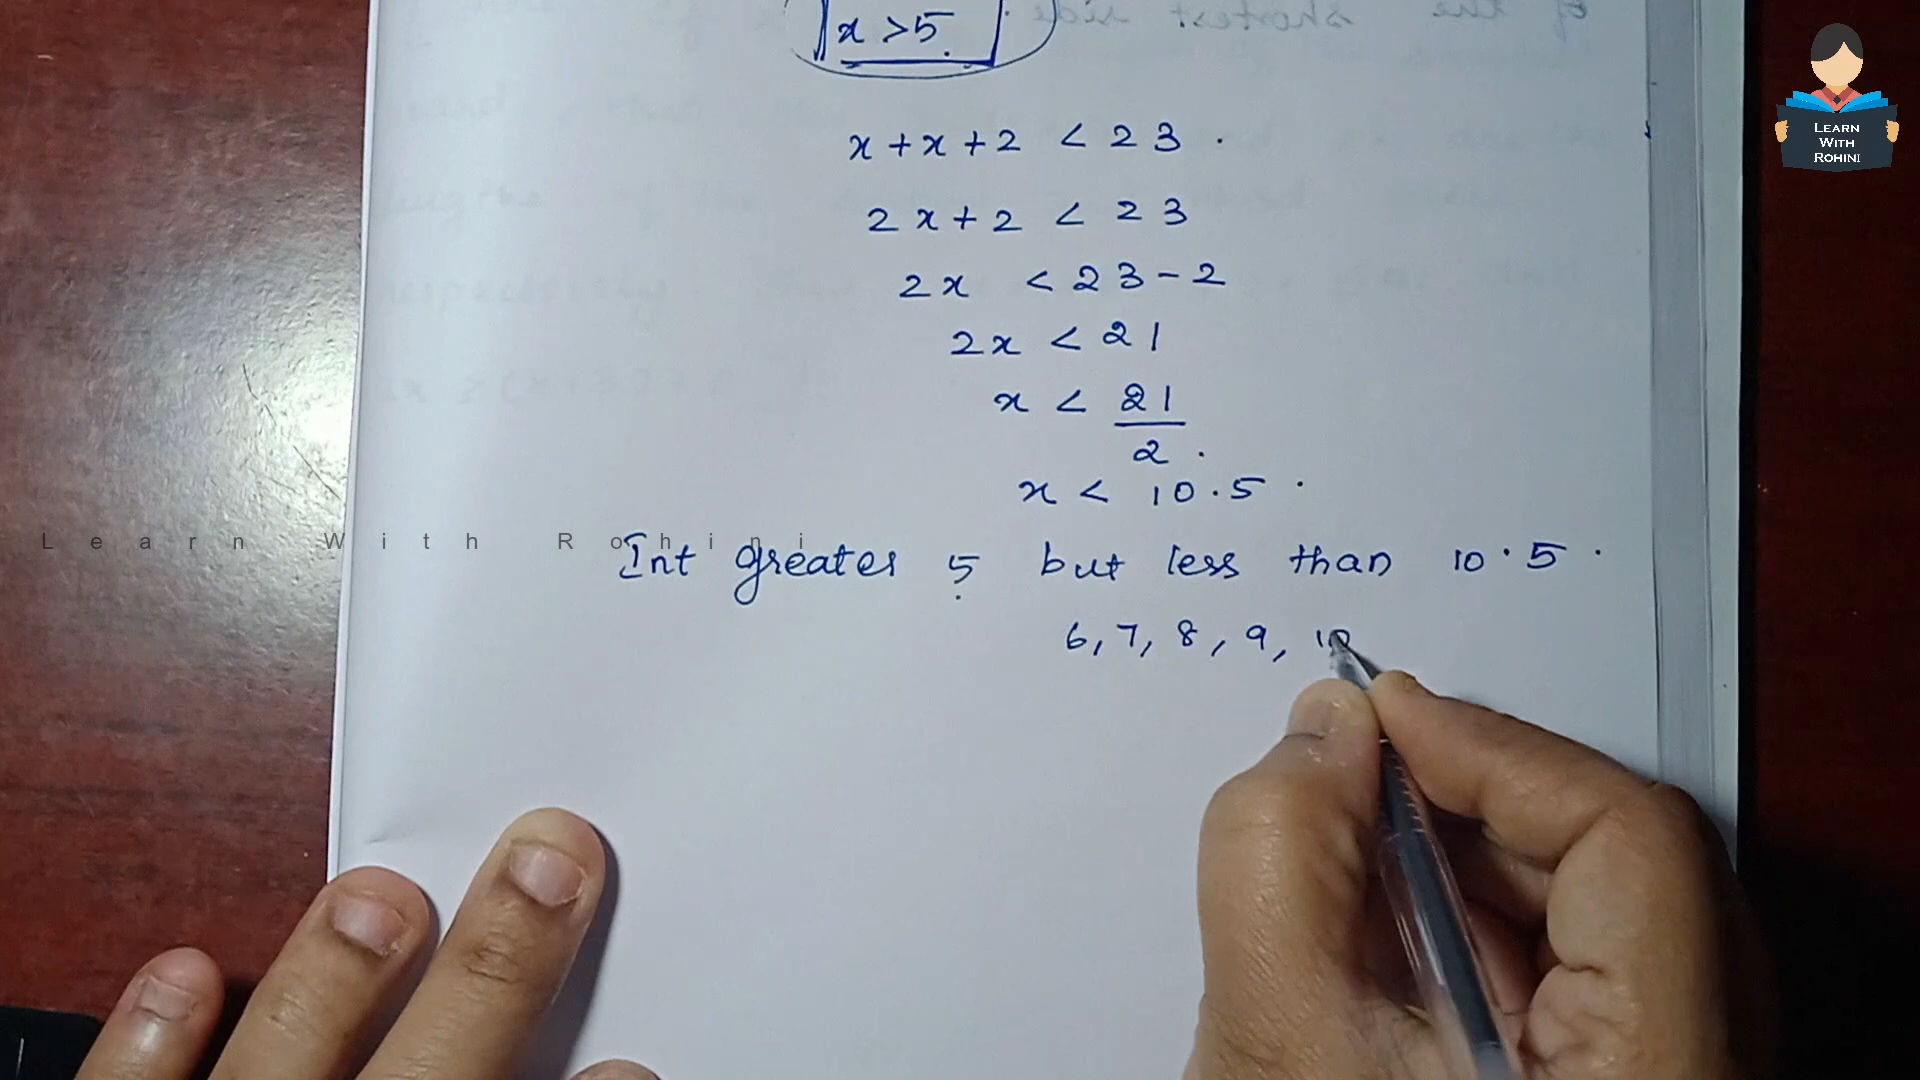 x > 5.
x + x + 2 < 23.
2x + 2 < 23
2x < 23 - 2
2x < 21
x < 21/2.
x < 10.5.
Int greater 5 but less than 10.5.
6, 7, 8, 9, 10
Learn With Rohini
LEARN
WITH
ROHINI